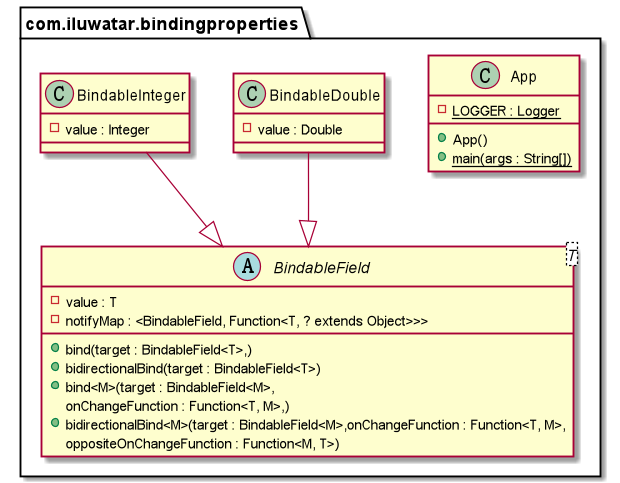 com.iluwatar.bindingproperties
C BindableInteger
value : Integer
C BindableDouble
value : Double
C App
LOGGER : Logger
App()
main(args : String[])
A BindableField
T
value : T
notifyMap : <BindableField, Function<T, ? extends Object>>>
bind(target : BindableField<T>,)
bidirectionalBind(target : BindableField<T>)
bind<M>(target : BindableField<M>,
onChangeFunction : Function<T, M>,)
bidirectionalBind<M>(target : BindableField<M>,onChangeFunction : Function<T, M>,
oppositeOnChangeFunction : Function<M, T>)